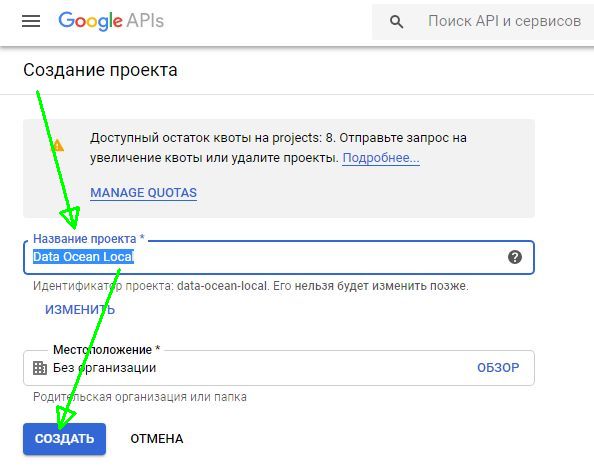 Google APIs
Поиск API и сервисов
Создание проекта
Доступный остаток квоты на projects: 8. Отправьте запрос на
увеличение квоты или удалите проекты. Подробнее...
MANAGE QUOTAS
Название проекта *
Data Ocean Local
Идентификатор проекта: data-ocean-local. Его нельзя будет изменить позже.
ИЗМЕНИТЬ
Местоположение *
Без организации
ОБЗОР
Родительская организация или папка
СОЗДАТЬ
ОТМЕНА